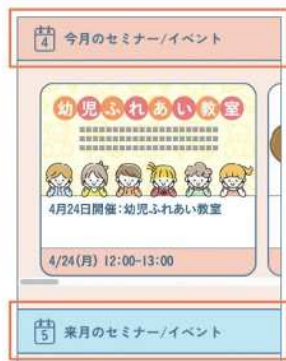 4 今月のセミナー/イベント
幼児ふれあい教室
4月24日開催:幼児ふれあい教室
4/24(月) 12:00-13:00
5 来月のセミナー/イベント